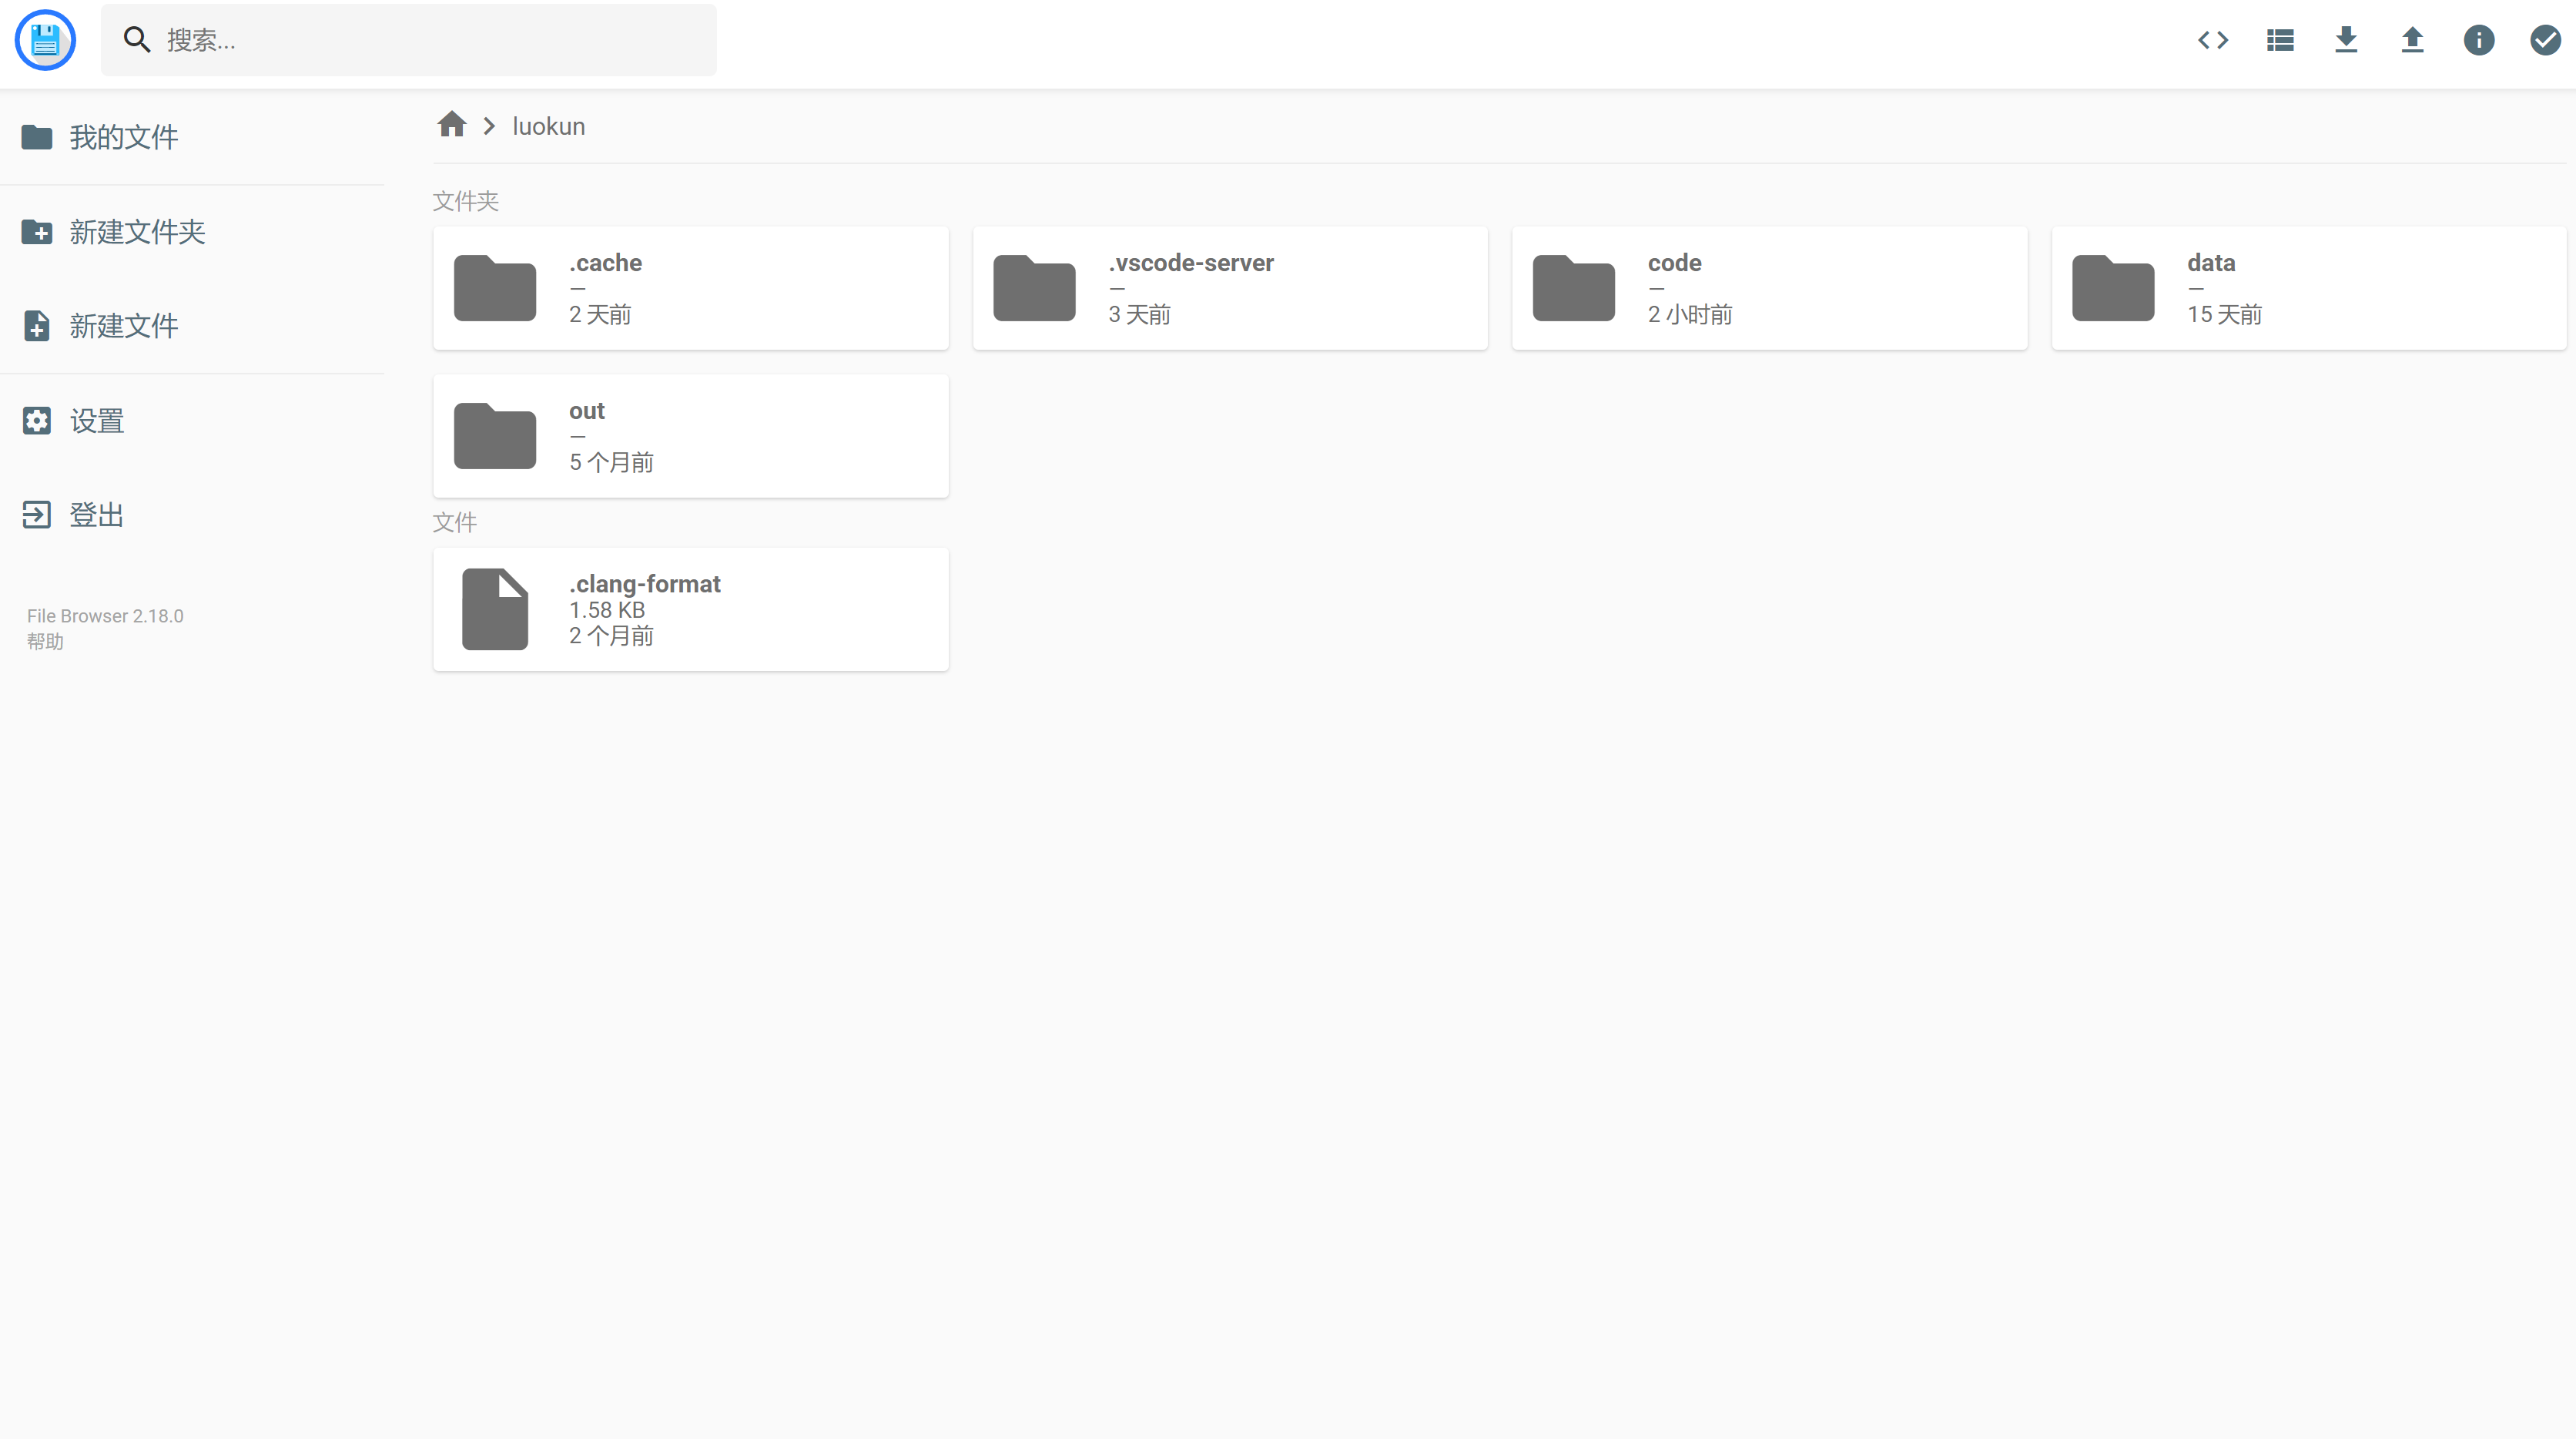 搜索...
我的文件
新建文件夹
新建文件
设置
登出
File Browser 2.18.0
帮助
luokun
文件夹
.cache
—
2 天前
.vscode-server
—
3 天前
code
—
2 小时前
data
—
15 天前
out
—
5 个月前
文件
.clang-format
1.58 KB
2 个月前